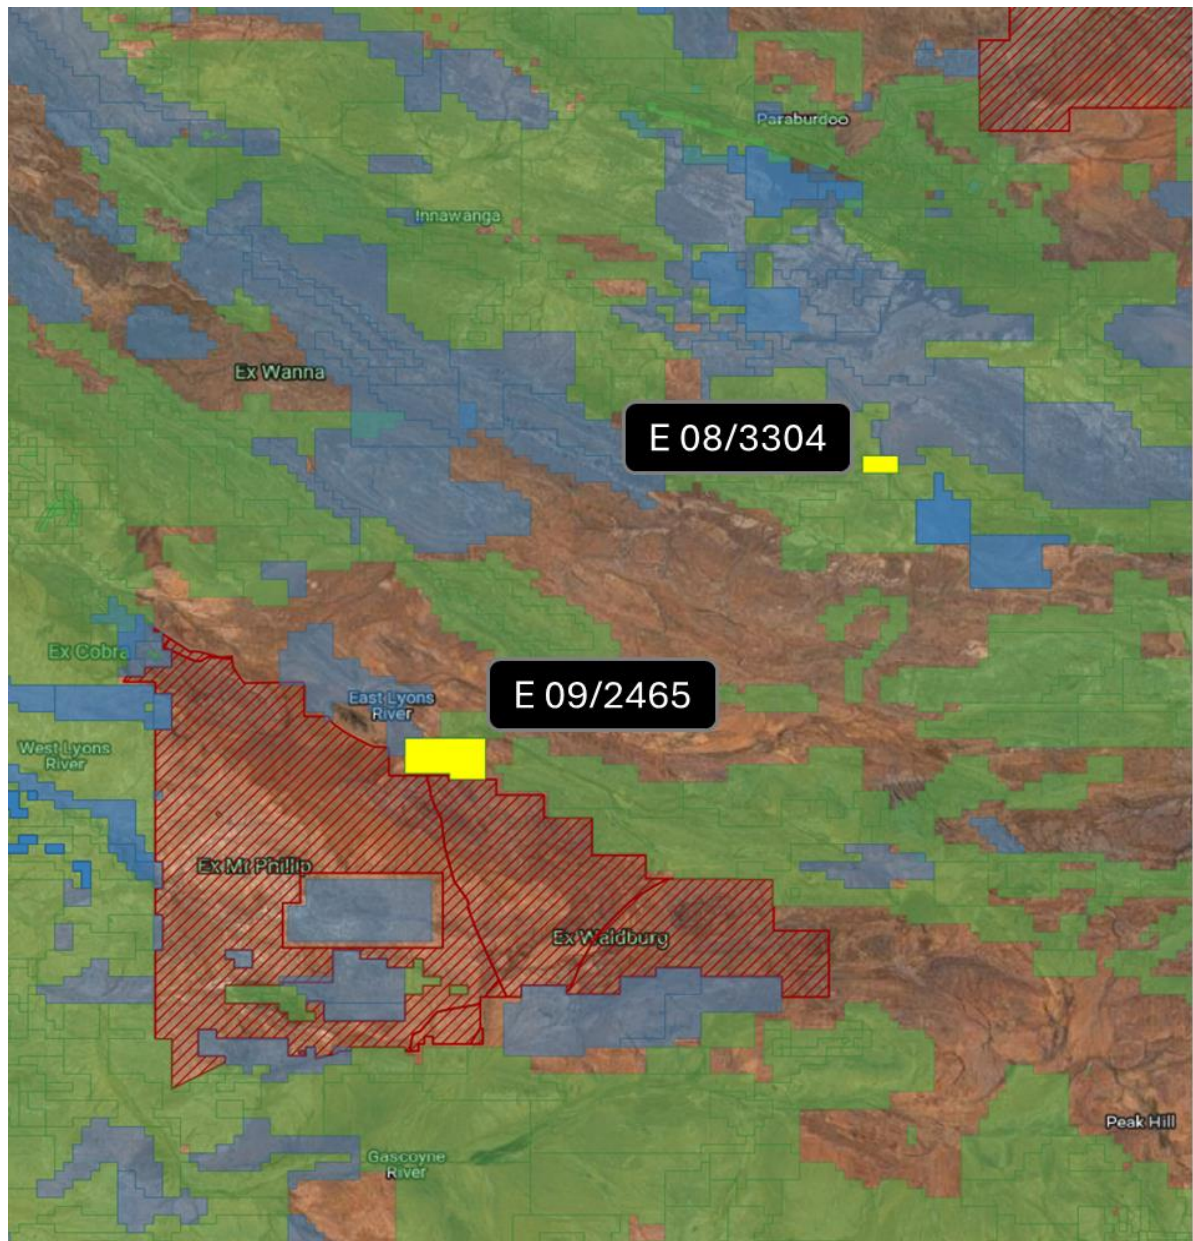 Paraburdoo
Innawanga
Ex Wanna
E 08/3304
Ex Cobra
E 09/2465
East Lyons
River
West Lyons
River
Ex Mt Phillip
Ex Waldburg
Peak Hill
Gascoyne
River